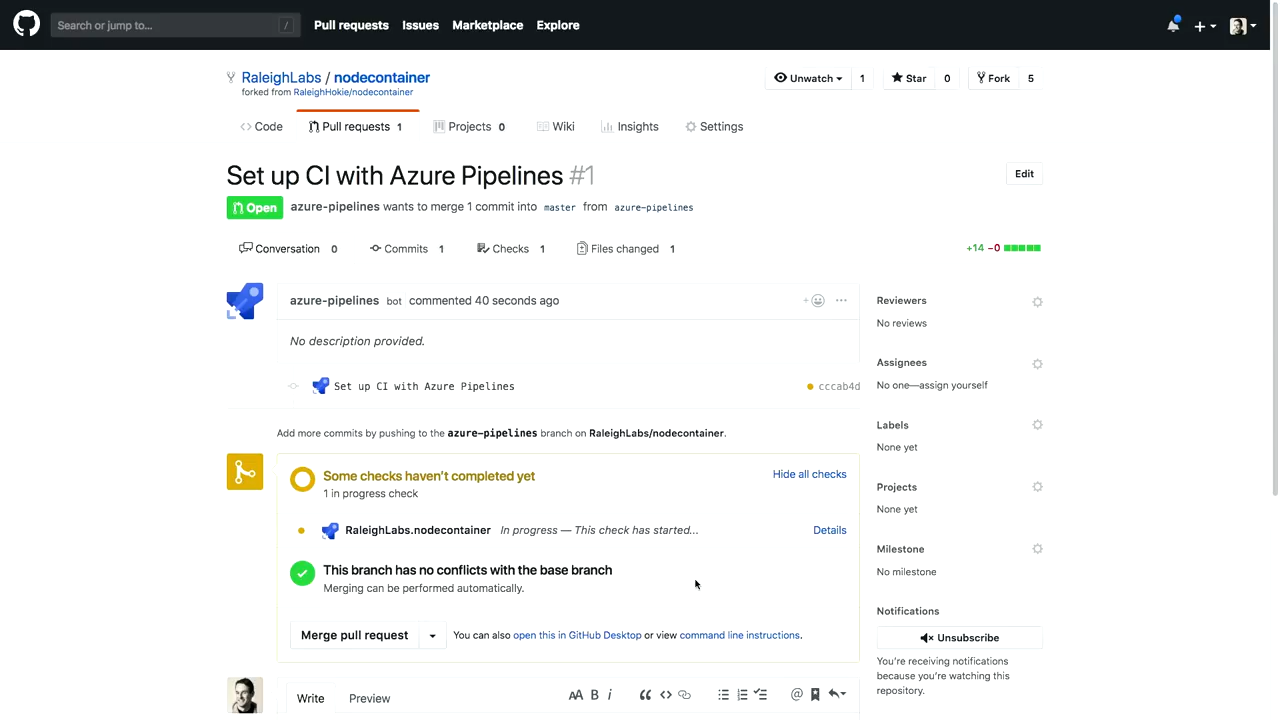 Search or jump to... /
Pull requests Issues Marketplace Explore
RaleighLabs / nodecontainer
forked from RaleighHokie/nodecontainer
Unwatch 1 Star 0 Fork 5
Code Pull requests 1 Projects 0 Wiki Insights Settings
Set up CI with Azure Pipelines #1
Edit
Open azure-pipelines wants to merge 1 commit into master from azure-pipelines
Conversation 0 Commits 1 Checks 1 Files changed 1 +14 −0
azure-pipelines bot commented 40 seconds ago
No description provided.
Set up CI with Azure Pipelines cccab4d
Add more commits by pushing to the azure-pipelines branch on RaleighLabs/nodecontainer.
Some checks haven't completed yet Hide all checks
1 in progress check
RaleighLabs.nodecontainer In progress — This check has started... Details
This branch has no conflicts with the base branch
Merging can be performed automatically.
Merge pull request You can also open this in GitHub Desktop or view command line instructions.
Write Preview AA B i @
Reviewers
No reviews
Assignees
No one—assign yourself
Labels
None yet
Projects
None yet
Milestone
No milestone
Notifications
Unsubscribe
You're receiving notifications
because you're watching this
repository.